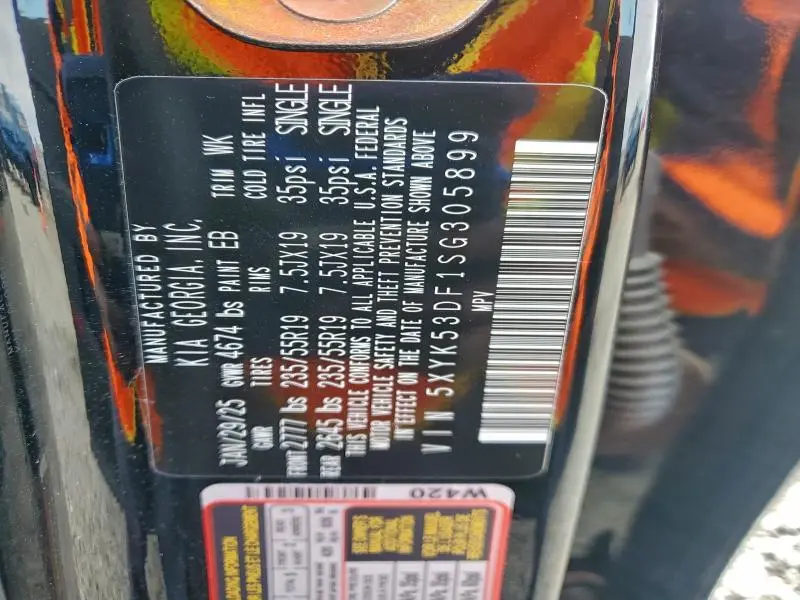 MANUFACTURED BY
KIA GEORGIA, INC.
JAN/29/25 GVWR 4674 lbs PAINT EB TRIM WK
GAWR TIRES RIMS COLD TIRE INFL
FRONT 2777 lbs 235/55R19 7.5JX19 35psi SINGLE
REAR 2645 lbs 235/55R19 7.5JX19 35psi SINGLE
THIS VEHICLE CONFORMS TO ALL APPLICABLE U.S.A. FEDERAL
MOTOR VEHICLE SAFETY AND THEFT PREVENTION STANDARDS
IN EFFECT ON THE DATE OF MANUFACTURE SHOWN ABOVE
VIN 5XYK53DF1SG305899
MPV
W420